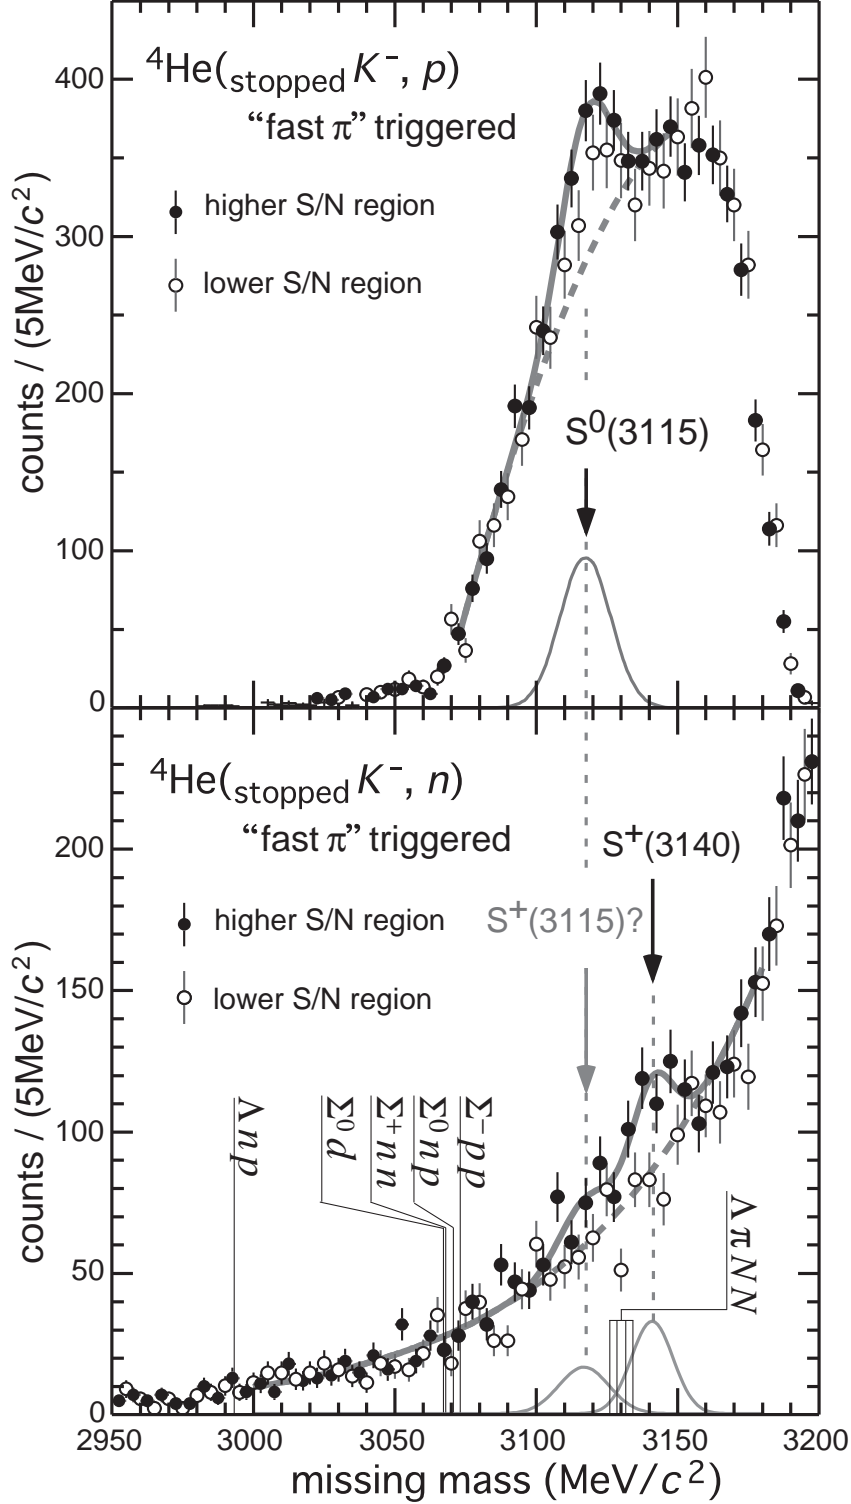 ⁴He(stopped K⁻, p)
“fast π” triggered
higher S/N region
lower S/N region
S⁰(3115)
counts / (5MeV/c²)
400
300
200
100
0
⁴He(stopped K⁻, n)
“fast π” triggered
S⁺(3140)
higher S/N region
S⁺(3115)?
lower S/N region
Λnp
Σ⁰d
Σ⁺nn
Σ⁰np
Σ⁻pp
ΛπNN
counts / (5MeV/c²)
200
150
100
50
0
2950 3000 3050 3100 3150 3200
missing mass (MeV/c²)